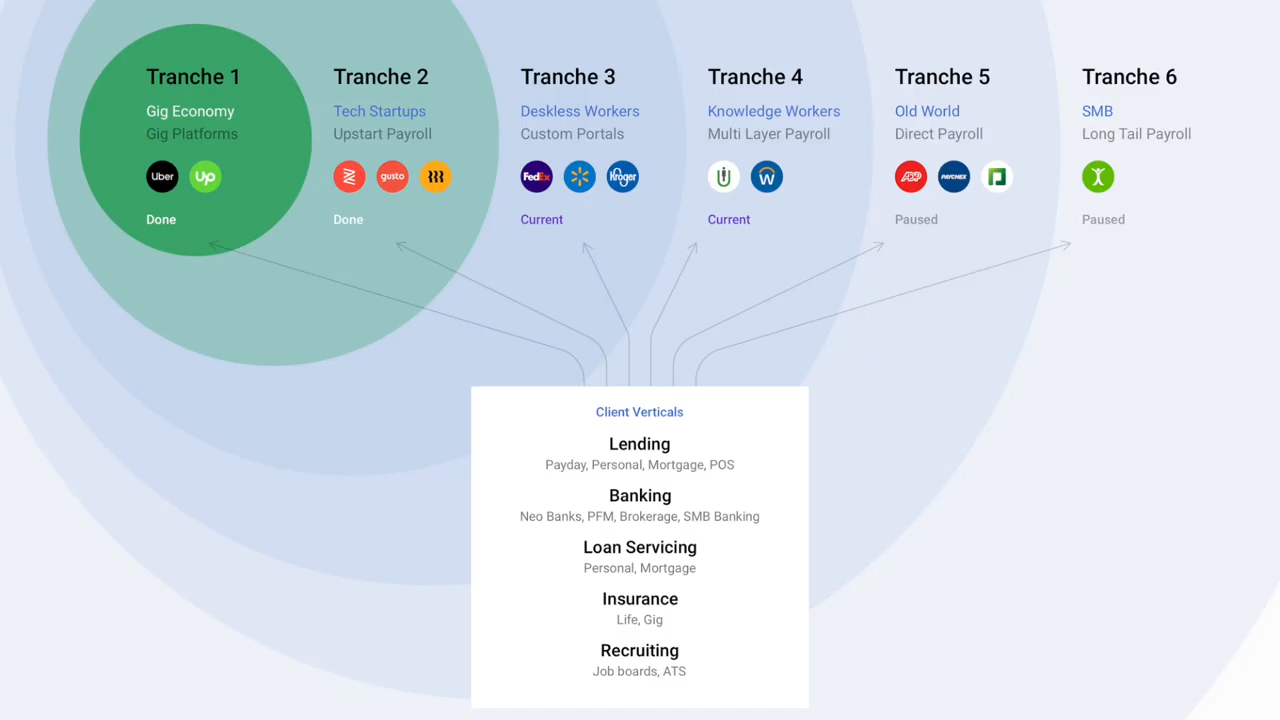 Tranche 1
Gig Economy
Gig Platforms
Uber
Up
Done
Tranche 2
Tech Startups
Upstart Payroll
gusto
Done
Tranche 3
Deskless Workers
Custom Portals
FedEx
Kroger
Current
Tranche 4
Knowledge Workers
Multi Layer Payroll
U
W
Current
Tranche 5
Old World
Direct Payroll
ADP
PAYCHEX
Paused
Tranche 6
SMB
Long Tail Payroll
Paused
Client Verticals
Lending
Payday, Personal, Mortgage, POS
Banking
Neo Banks, PFM, Brokerage, SMB Banking
Loan Servicing
Personal, Mortgage
Insurance
Life, Gig
Recruiting
Job boards, ATS